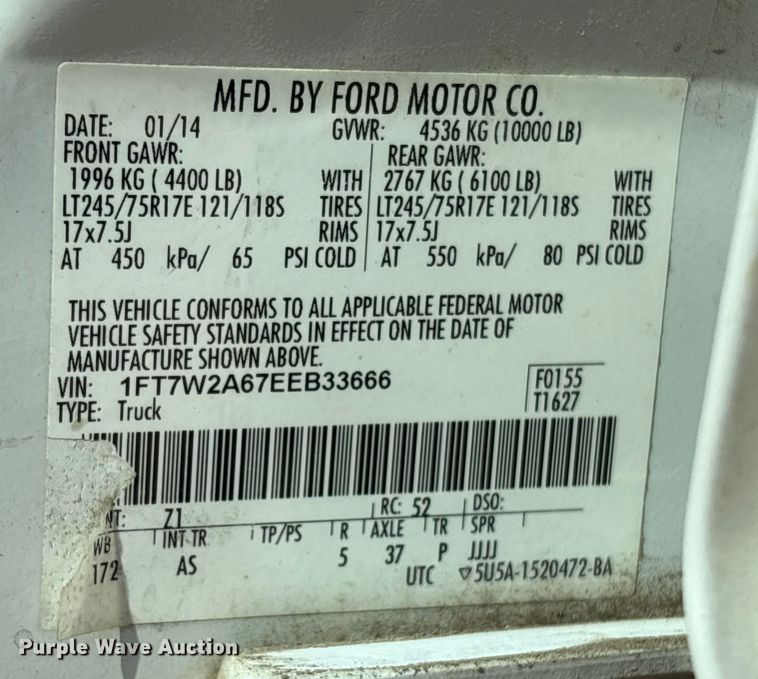 MFD. BY FORD MOTOR CO.
DATE: 01/14 GVWR: 4536 KG (10000 LB)
FRONT GAWR: REAR GAWR:
1996 KG ( 4400 LB) WITH 2767 KG ( 6100 LB) WITH
LT245/75R17E 121/118S TIRES LT245/75R17E 121/118S TIRES
17x7.5J RIMS 17x7.5J RIMS
AT 450 kPa/ 65 PSI COLD AT 550 kPa/ 80 PSI COLD
THIS VEHICLE CONFORMS TO ALL APPLICABLE FEDERAL MOTOR
VEHICLE SAFETY STANDARDS IN EFFECT ON THE DATE OF
MANUFACTURE SHOWN ABOVE.
VIN: 1FT7W2A67EEB33666 F0155
TYPE: Truck T1627
NT: Z1 RC: 52 DSO:
WB INT TR TP/PS R AXLE TR SPR
172 AS 5 37 P JJJJ
UTC ▽5U5A-1520472-BA
Purple Wave Auction